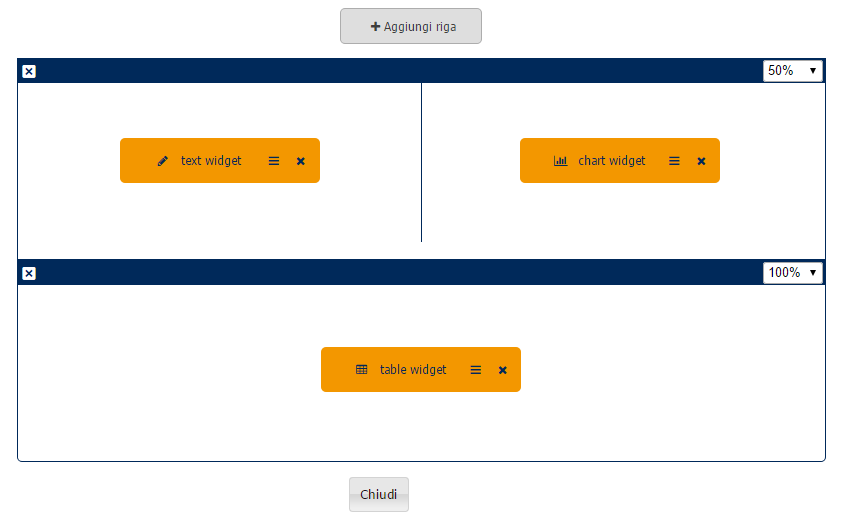 Aggiungi riga
50%
text widget
chart widget
100%
table widget
Chiudi